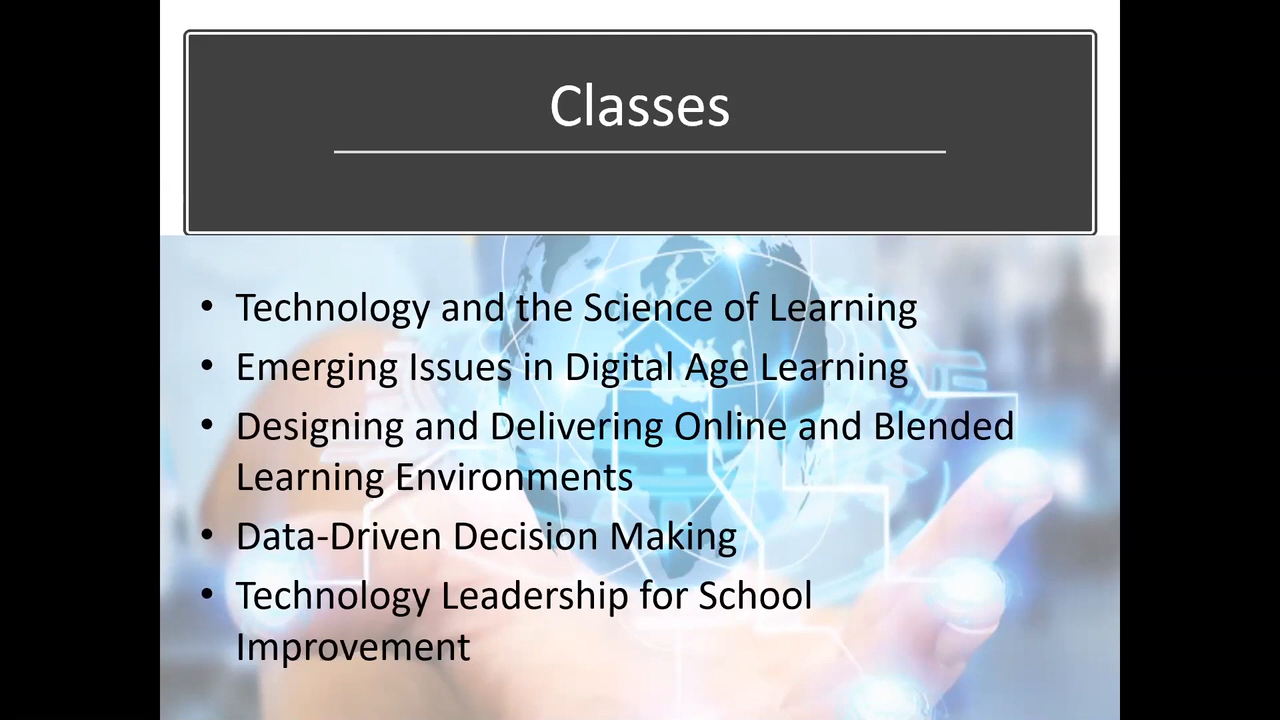 Classes
• Technology and the Science of Learning
• Emerging Issues in Digital Age Learning
• Designing and Delivering Online and Blended
Learning Environments
• Data-Driven Decision Making
• Technology Leadership for School
Improvement